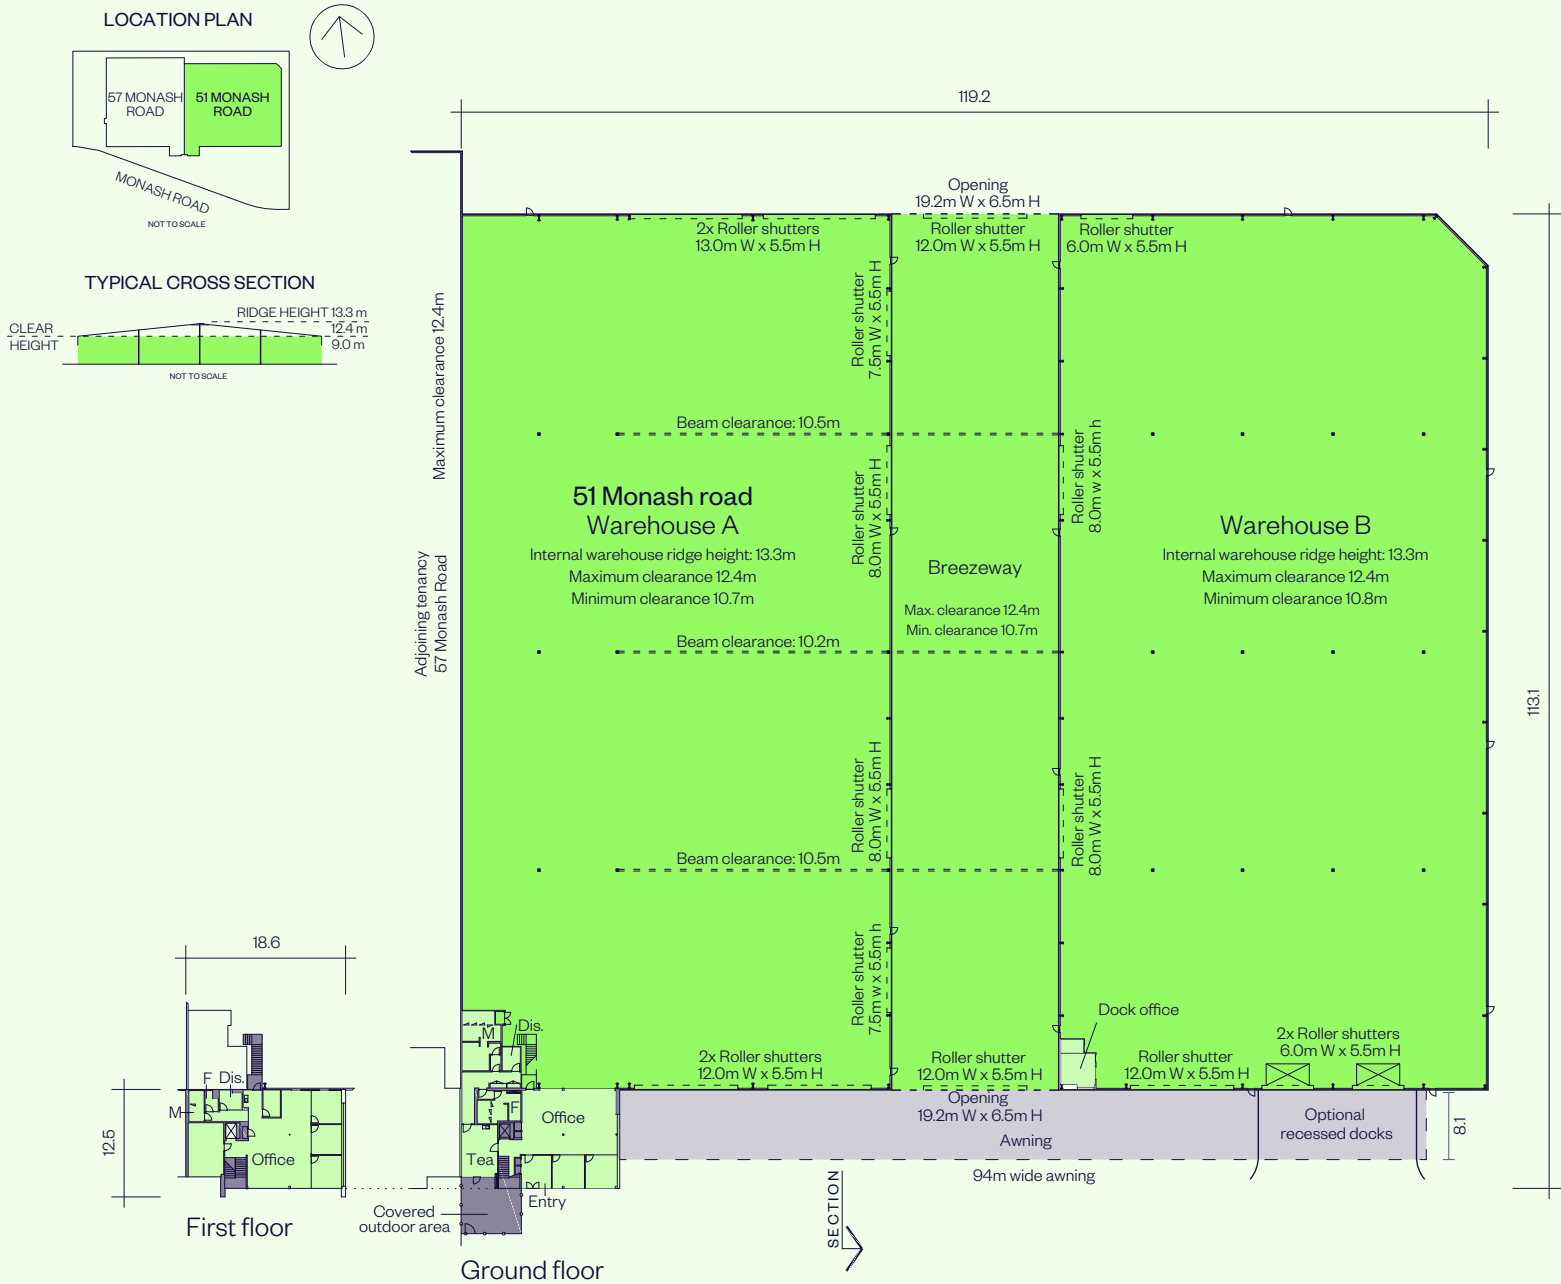 LOCATION PLAN
57 MONASH
ROAD
51 MONASH
ROAD
MONASH ROAD
NOT TO SCALE
TYPICAL CROSS SECTION
RIDGE HEIGHT 13.3 m
CLEAR
HEIGHT
12.4 m
9.0 m
NOT TO SCALE
119.2
Opening
19.2m W x 6.5m H
2x Roller shutters
13.0m W x 5.5m H
Roller shutter
12.0m W x 5.5m H
Roller shutter
6.0m W x 5.5m H
Maximum clearance 12.4m
Roller shutter
7.5m W x 5.5m H
Beam clearance: 10.5m
Roller shutter
8.0m W x 5.5m H
Roller shutter
8.0m w x 5.5m h
51 Monash road
Warehouse A
Internal warehouse ridge height: 13.3m
Maximum clearance 12.4m
Minimum clearance 10.7m
Breezeway
Max. clearance 12.4m
Min. clearance 10.7m
Warehouse B
Internal warehouse ridge height: 13.3m
Maximum clearance 12.4m
Minimum clearance 10.8m
Adjoining tenancy
57 Monash Road
Beam clearance: 10.2m
113.1
Roller shutter
8.0m W x 5.5m H
Roller shutter
8.0m W x 5.5m H
Beam clearance: 10.5m
Roller shutter
7.5m w x 5.5m h
18.6
12.5
F
Dis.
M
Office
First floor
M
Dis.
F
Office
Tea
Entry
Covered
outdoor area
Ground floor
Dock office
2x Roller shutters
12.0m W x 5.5m H
Roller shutter
12.0m W x 5.5m H
Roller shutter
12.0m W x 5.5m H
2x Roller shutters
6.0m W x 5.5m H
Opening
19.2m W x 6.5m H
Awning
Optional
recessed docks
8.1
94m wide awning
SECTION